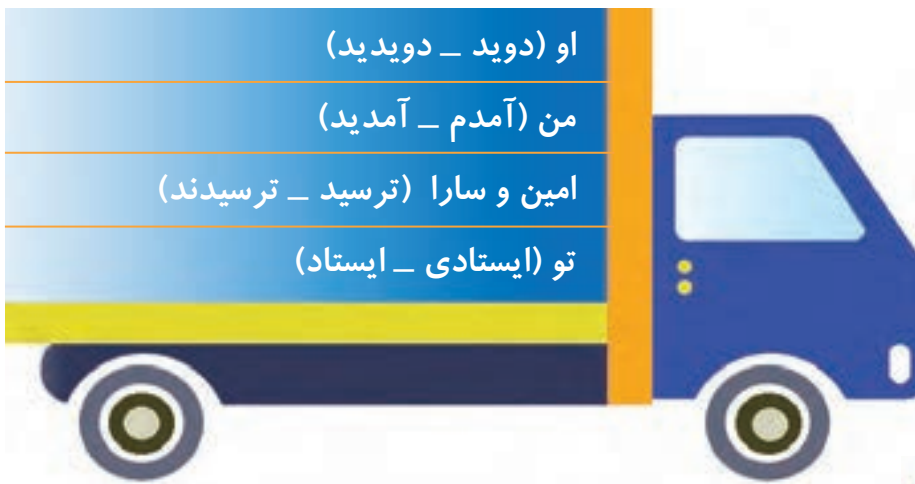 او (دوید _ دویدید)
من (آمدم _ آمدید)
امین و سارا (ترسید _ ترسیدند)
تو (ایستادی _ ایستاد)